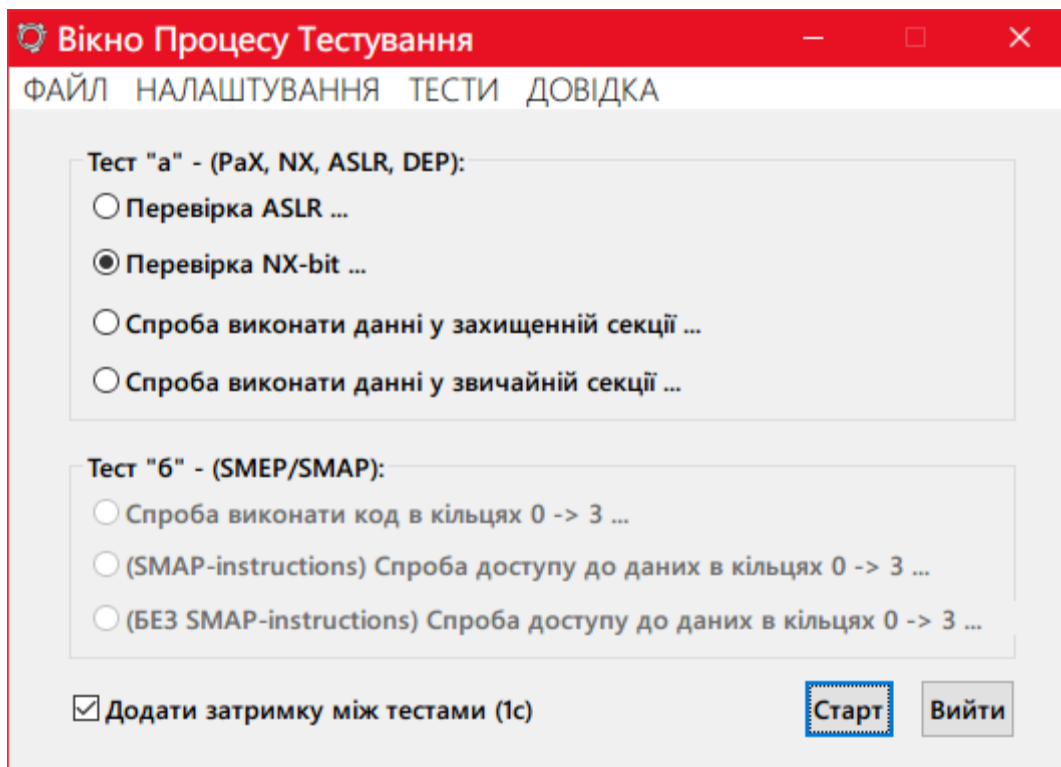 Вікно Процесу Тестування
ФАЙЛ НАЛАШТУВАННЯ ТЕСТИ ДОВІДКА
Тест "а" - (PaX, NX, ASLR, DEP):
Перевірка ASLR ...
Перевірка NX-bit ...
Спроба виконати данні у захищенній секції ...
Спроба виконати данні у звичайній секції ...
Тест "б" - (SMEP/SMAP):
Спроба виконати код в кільцях 0 -> 3 ...
(SMAP-instructions) Спроба доступу до даних в кільцях 0 -> 3 ...
(БЕЗ SMAP-instructions) Спроба доступу до даних в кільцях 0 -> 3 ...
Додати затримку між тестами (1с) Старт Вийти